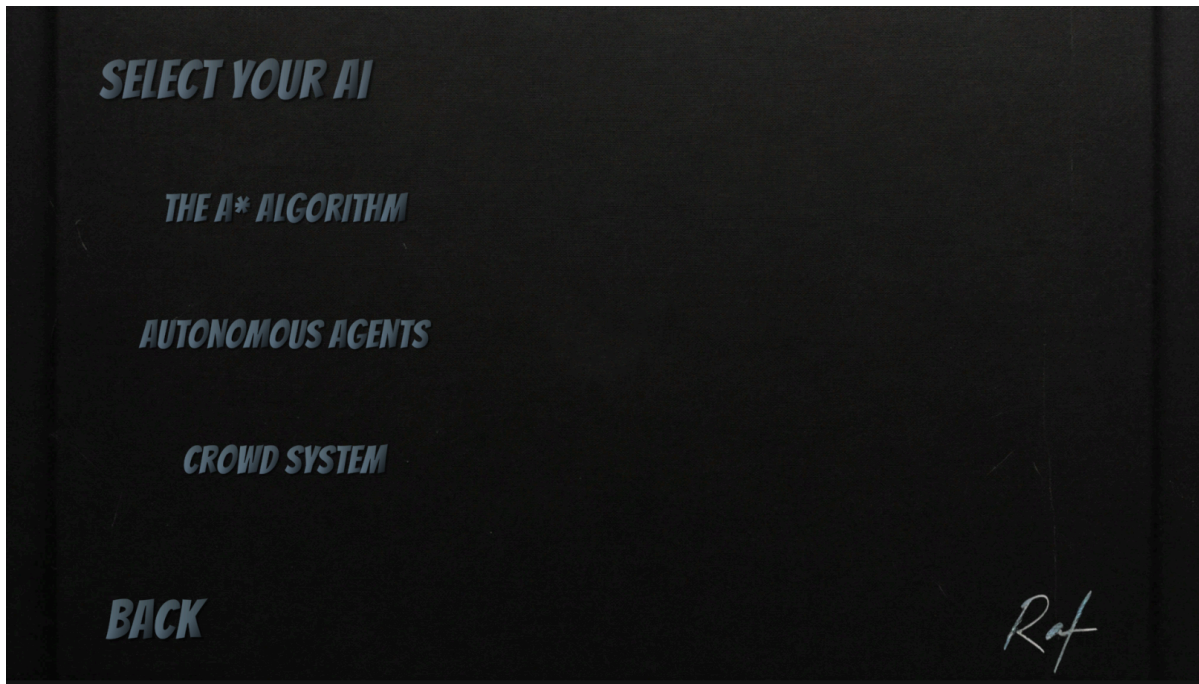 SELECT YOUR AI
THE A* ALGORITHM
AUTONOMOUS AGENTS
CROWD SYSTEM
BACK
Raf